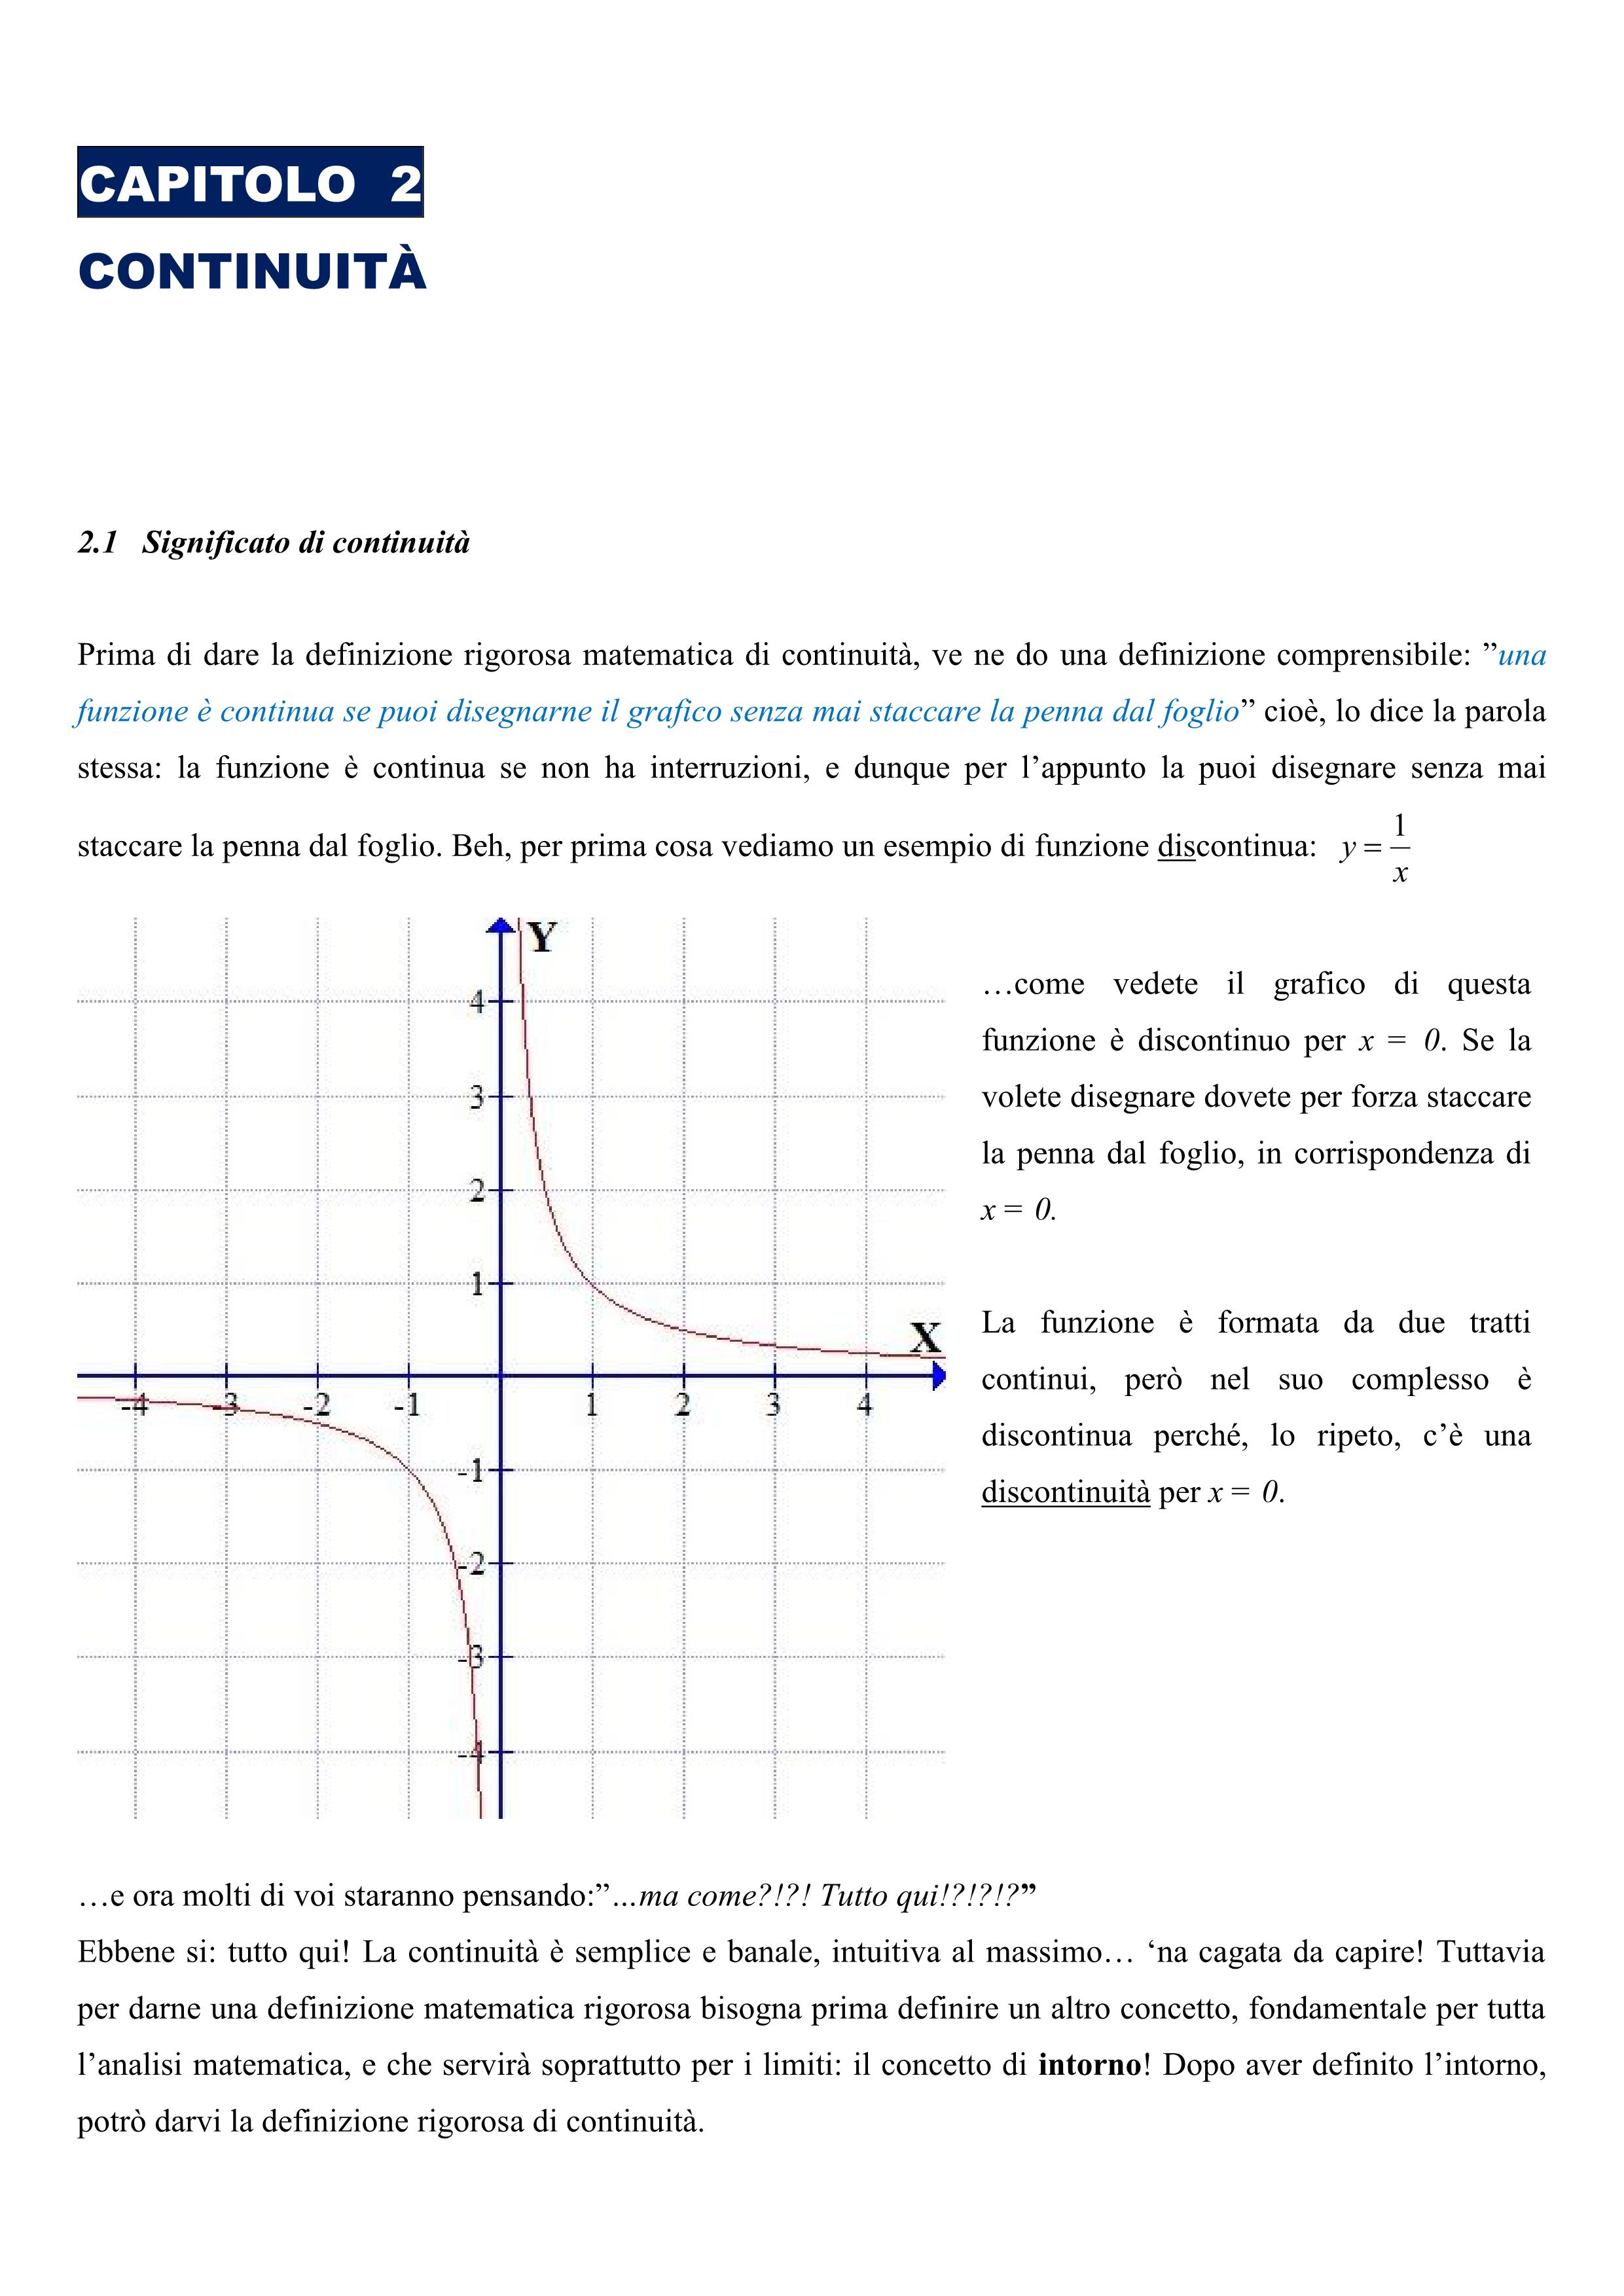 CAPITOLO 2
CONTINUITÀ
2.1 Significato di continuità
Prima di dare la definizione rigorosa matematica di continuità, ve ne do una definizione comprensibile: ”una
funzione è continua se puoi disegnarne il grafico senza mai staccare la penna dal foglio” cioè, lo dice la parola
stessa: la funzione è continua se non ha interruzioni, e dunque per l’appunto la puoi disegnare senza mai
staccare la penna dal foglio. Beh, per prima cosa vediamo un esempio di funzione discontinua: y = 1/x
Y
4
3
2
1
X
-4 -3 -2 -1 1 2 3 4
-1
-2
-3
-4
…come vedete il grafico di questa
funzione è discontinuo per x = 0. Se la
volete disegnare dovete per forza staccare
la penna dal foglio, in corrispondenza di
x = 0.
La funzione è formata da due tratti
continui, però nel suo complesso è
discontinua perché, lo ripeto, c’è una
discontinuità per x = 0.
…e ora molti di voi staranno pensando:”...ma come?!?! Tutto qui!?!?!?”
Ebbene si: tutto qui! La continuità è semplice e banale, intuitiva al massimo… ‘na cagata da capire! Tuttavia
per darne una definizione matematica rigorosa bisogna prima definire un altro concetto, fondamentale per tutta
l’analisi matematica, e che servirà soprattutto per i limiti: il concetto di intorno! Dopo aver definito l’intorno,
potrò darvi la definizione rigorosa di continuità.